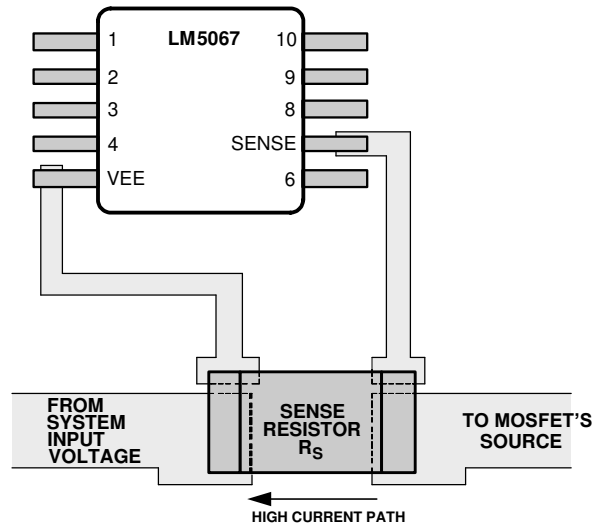 1 LM5067 10
2 9
3 8
4 SENSE
VEE 6
FROM
SYSTEM
INPUT
VOLTAGE
SENSE
RESISTOR
RS
TO MOSFET'S
SOURCE
HIGH CURRENT PATH